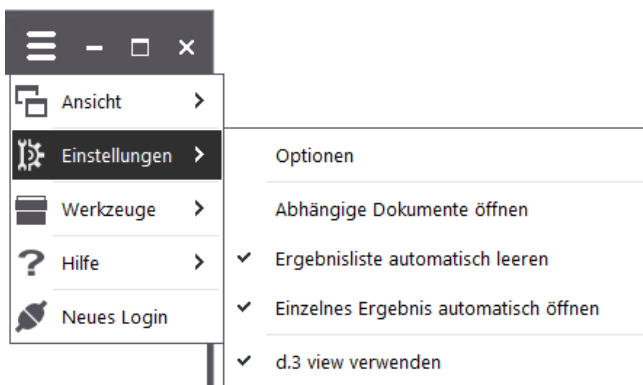 Ansicht
Einstellungen
Werkzeuge
Hilfe
Neues Login
Optionen
Abhängige Dokumente öffnen
Ergebnisliste automatisch leeren
Einzelnes Ergebnis automatisch öffnen
d.3 view verwenden